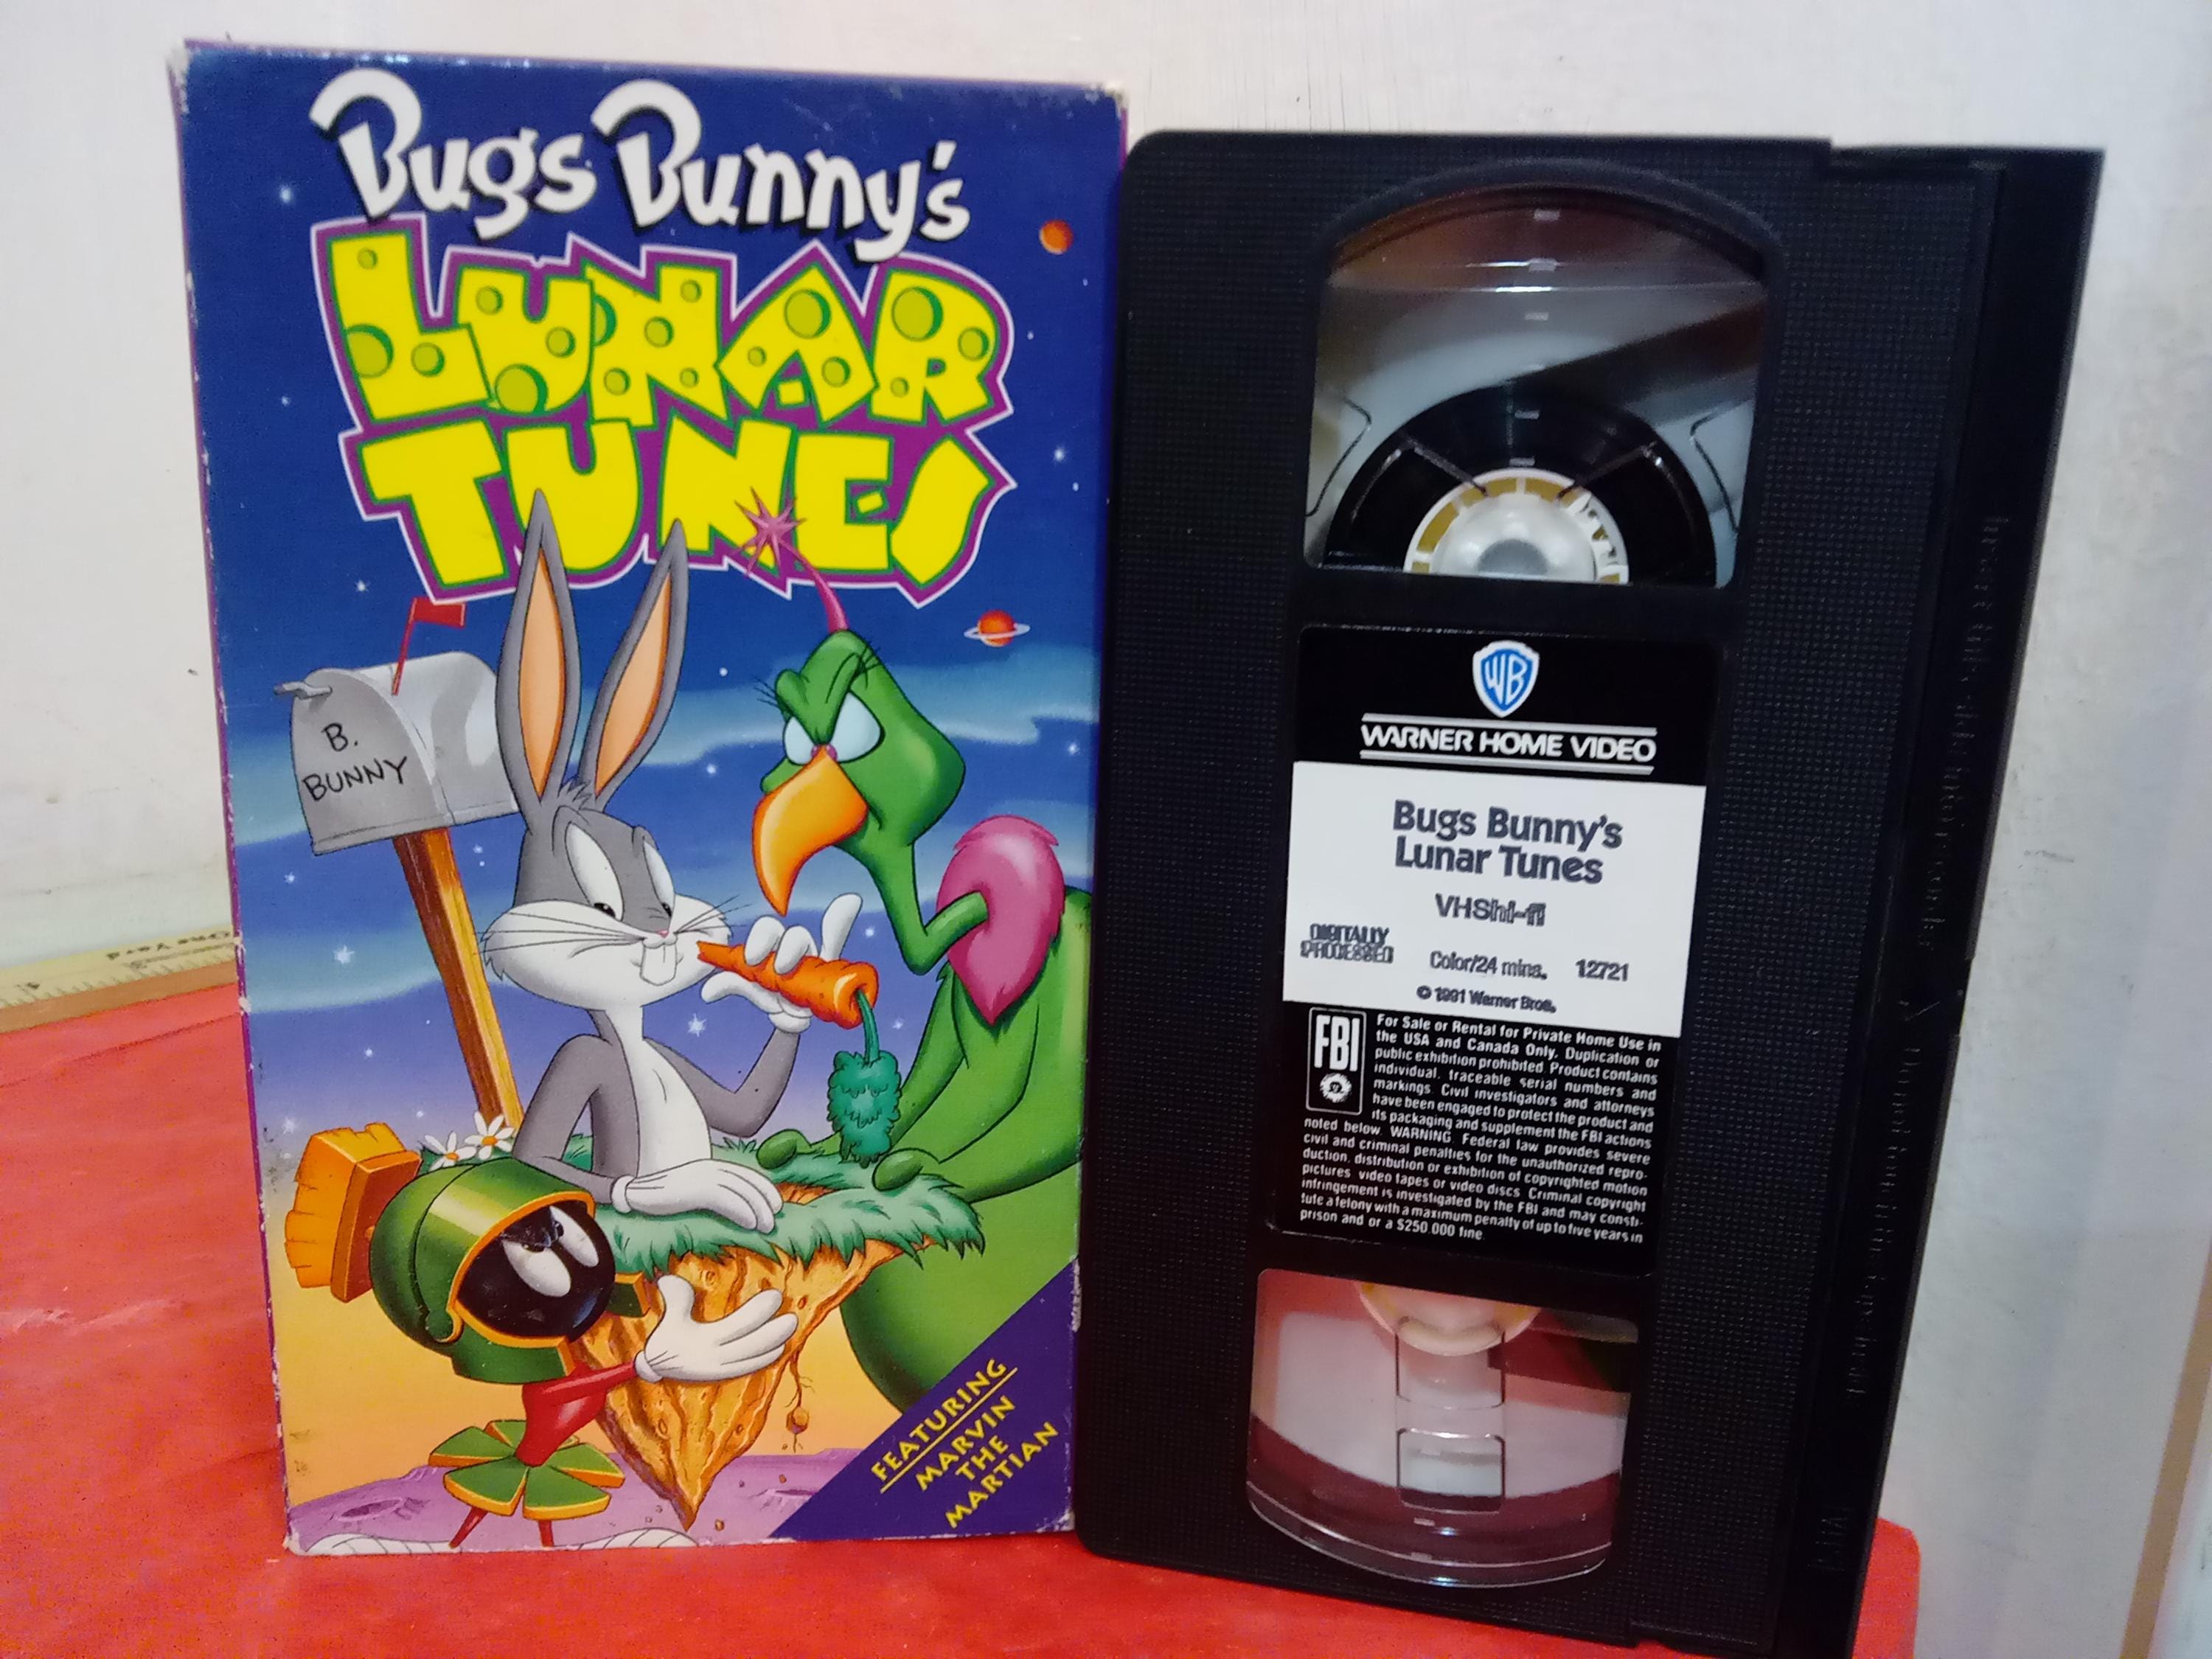 Bugs Bunny's
LUNAR
TUNES
B.
BUNNY
FEATURING
MARVIN
THE
MARTIAN
WB
WARNER HOME VIDEO
Bugs Bunny's
Lunar Tunes
VHS hi-fi
DIGITALLY
PROCESSED
Color/24 mins. 12721
© 1991 Warner Bros.
FBI
For Sale or Rental for Private Home Use in
the USA and Canada Only. Duplication or
public exhibition prohibited. Product contains
individual, traceable serial numbers and
markings. Civil investigators and attorneys
have been engaged to protect the product and
its packaging and supplement the FBI actions
noted below. WARNING: Federal law provides severe
civil and criminal penalties for the unauthorized repro-
duction, distribution or exhibition of copyrighted motion
pictures, video tapes or video discs. Criminal copyright
infringement is investigated by the FBI and may consti-
tute a felony with a maximum penalty of up to five years in
prison and or a $250,000 fine.